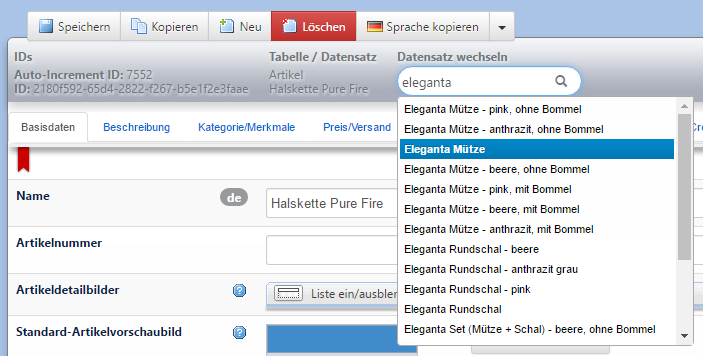 Speichern Kopieren Neu Löschen Sprache kopieren
IDs Tabelle / Datensatz Datensatz wechseln
Auto-Increment ID: 7552 Artikel
ID: 2180f592-65d4-2822-f267-b5e1f2e3faae Halskette Pure Fire
eleganta
Basisdaten Beschreibung Kategorie/Merkmale Preis/Versand
Eleganta Mütze - pink, ohne Bommel
Eleganta Mütze - anthrazit, ohne Bommel
Eleganta Mütze
Eleganta Mütze - beere, ohne Bommel
Eleganta Mütze - pink, mit Bommel
Eleganta Mütze - beere, mit Bommel
Eleganta Mütze - anthrazit, mit Bommel
Eleganta Rundschal - beere
Eleganta Rundschal - anthrazit grau
Eleganta Rundschal - pink
Eleganta Rundschal
Eleganta Set (Mütze + Schal) - beere, ohne Bommel
Name de Halskette Pure Fire
Artikelnummer
Artikeldetailbilder ? Liste ein/ausblen
Standard-Artikelvorschaubild ?